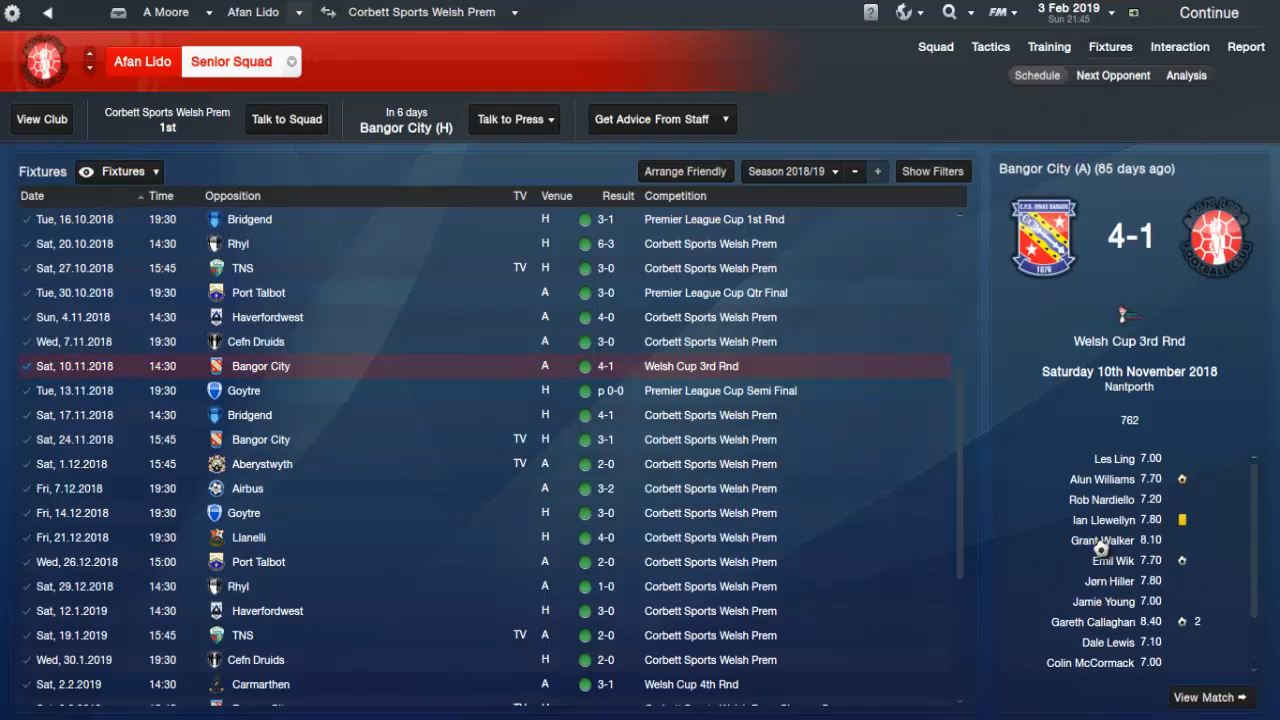 A Moore Afan Lido Corbett Sports Welsh Prem ? FM 3 Feb 2019 Continue
Sun 21:45
Afan Lido Senior Squad Squad Tactics Training Fixtures Interaction Report
Schedule Next Opponent Analysis
View Club Corbett Sports Welsh Prem Talk to Squad In 6 days Talk to Press Get Advice From Staff
1st Bangor City (H)
Fixtures Fixtures Arrange Friendly Season 2018/19 - + Show Filters
Date Time Opposition TV Venue Result Competition
Tue, 16.10.2018 19:30 Bridgend H 3-1 Premier League Cup 1st Rnd
Sat, 20.10.2018 14:30 Rhyl H 6-3 Corbett Sports Welsh Prem
Sat, 27.10.2018 15:45 TNS TV H 3-0 Corbett Sports Welsh Prem
Tue, 30.10.2018 19:30 Port Talbot A 3-0 Premier League Cup Qtr Final
Sun, 4.11.2018 14:30 Haverfordwest A 4-0 Corbett Sports Welsh Prem
Wed, 7.11.2018 19:30 Cefn Druids A 3-0 Corbett Sports Welsh Prem
Sat, 10.11.2018 14:30 Bangor City A 4-1 Welsh Cup 3rd Rnd
Tue, 13.11.2018 19:30 Goytre H p 0-0 Premier League Cup Semi Final
Sat, 17.11.2018 14:30 Bridgend H 4-1 Corbett Sports Welsh Prem
Sat, 24.11.2018 15:45 Bangor City TV H 3-1 Corbett Sports Welsh Prem
Sat, 1.12.2018 15:45 Aberystwyth TV A 2-0 Corbett Sports Welsh Prem
Fri, 7.12.2018 19:30 Airbus A 3-2 Corbett Sports Welsh Prem
Fri, 14.12.2018 19:30 Goytre H 3-0 Corbett Sports Welsh Prem
Fri, 21.12.2018 19:30 Llanelli H 4-0 Corbett Sports Welsh Prem
Wed, 26.12.2018 15:00 Port Talbot A 2-0 Corbett Sports Welsh Prem
Sat, 29.12.2018 14:30 Rhyl A 1-0 Corbett Sports Welsh Prem
Sat, 12.1.2019 14:30 Haverfordwest H 3-0 Corbett Sports Welsh Prem
Sat, 19.1.2019 15:45 TNS TV A 2-0 Corbett Sports Welsh Prem
Wed, 30.1.2019 19:30 Cefn Druids H 2-0 Corbett Sports Welsh Prem
Sat, 2.2.2019 14:30 Carmarthen A 3-1 Welsh Cup 4th Rnd
Bangor City (A) (85 days ago)
C.P.D. DINAS BANGOR
1876
FOOTBALL CLUB
4-1
Welsh Cup 3rd Rnd
Saturday 10th November 2018
Nantporth
762
Les Ling 7.00
Alun Williams 7.70
Rob Nardiello 7.20
Ian Llewellyn 7.80
Grant Walker 8.10
Emil Wik 7.70
Jørn Hiller 7.80
Jamie Young 7.00
Gareth Callaghan 8.40 2
Dale Lewis 7.10
Colin McCormack 7.00
View Match